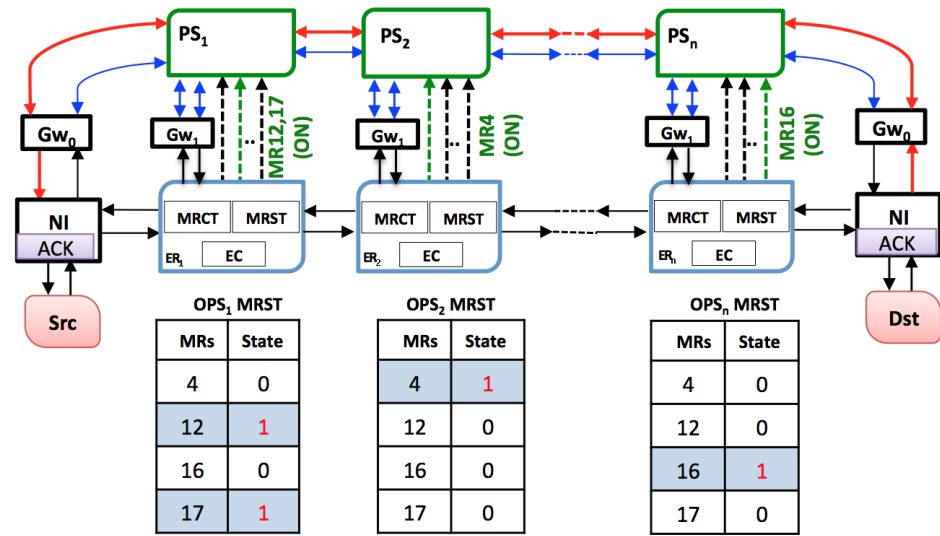 PS1
PS2
PSn
Gw0
Gw1
..
MR12,17
(ON)
Gw1
..
MR4
(ON)
Gw1
..
MR16
(ON)
Gw0
NI
ACK
MRCT
MRST
EC
ER1
MRCT
MRST
EC
ER2
MRCT
MRST
EC
ERn
NI
ACK
Src
Dst
OPS1 MRST
MRs State
4 0
12 1
16 0
17 1
OPS2 MRST
MRs State
4 1
12 0
16 0
17 0
OPSn MRST
MRs State
4 0
12 0
16 1
17 0